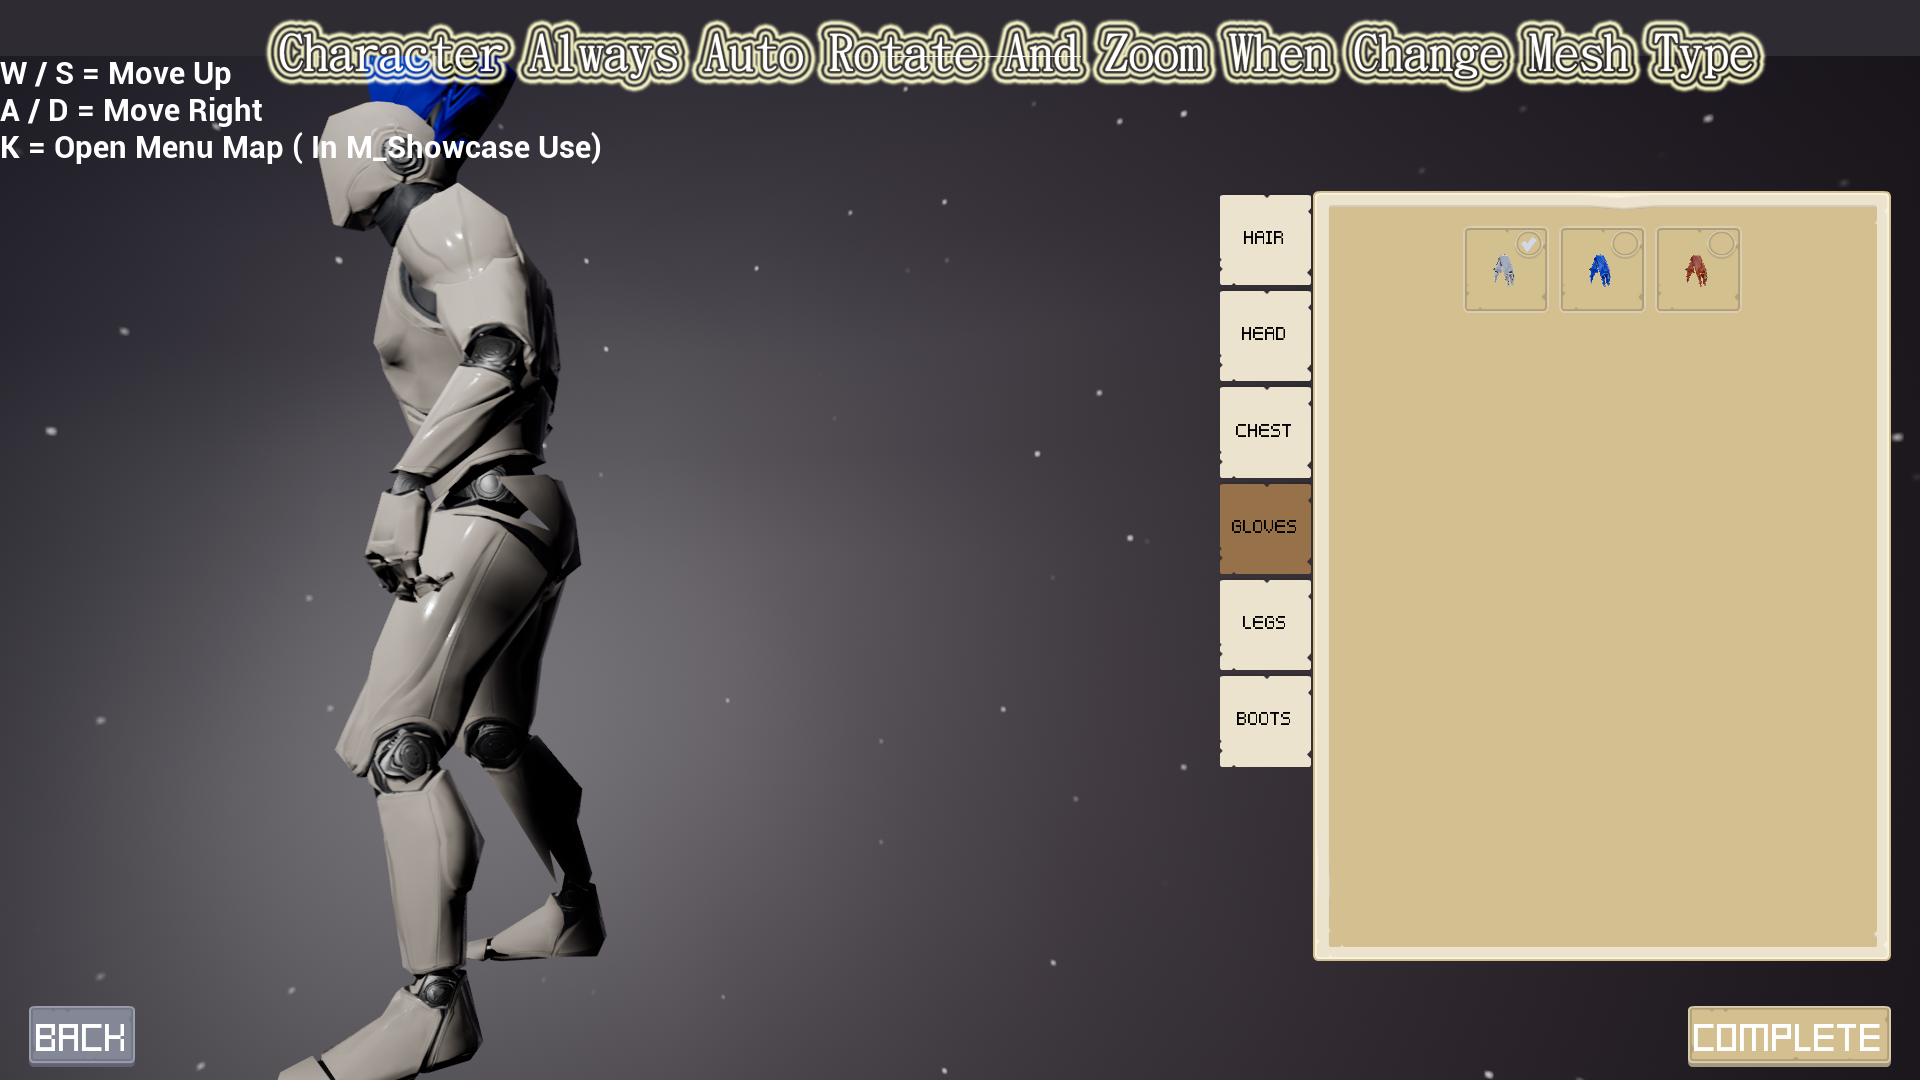 Character Always Auto Rotate And Zoom When Change Mesh Type
W / S = Move Up
A / D = Move Right
K = Open Menu Map ( In M_Showcase Use)
HAIR
HEAD
CHEST
GLOVES
LEGS
BOOTS
BACK
COMPLETE